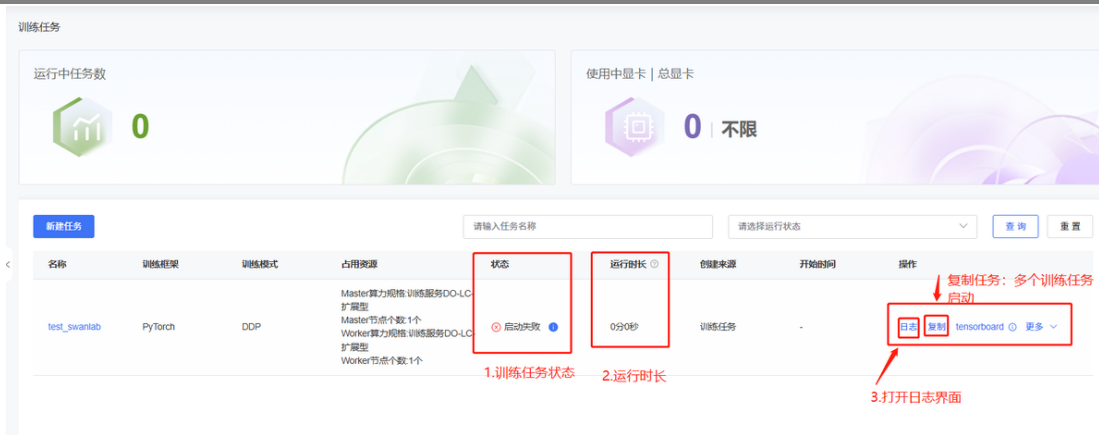 训练任务
运行中任务数
0
使用中显卡 | 总显卡
0 | 不限
新建任务
请输入任务名称
请选择运行状态
查询
重置
名称
训练框架
训练模式
占用资源
状态
运行时长
创建来源
开始时间
操作
复制任务：多个训练任务
启动
Master算力规格:训练服务DO-LC-
扩展型
Master节点个数:1个
Worker算力规格:训练服务DO-LC-
扩展型
Worker节点个数:1个
test_swanlab
PyTorch
DDP
启动失败
0分0秒
训练任务
-
日志
复制
tensorboard
更多
1.训练任务状态
2.运行时长
3.打开日志界面